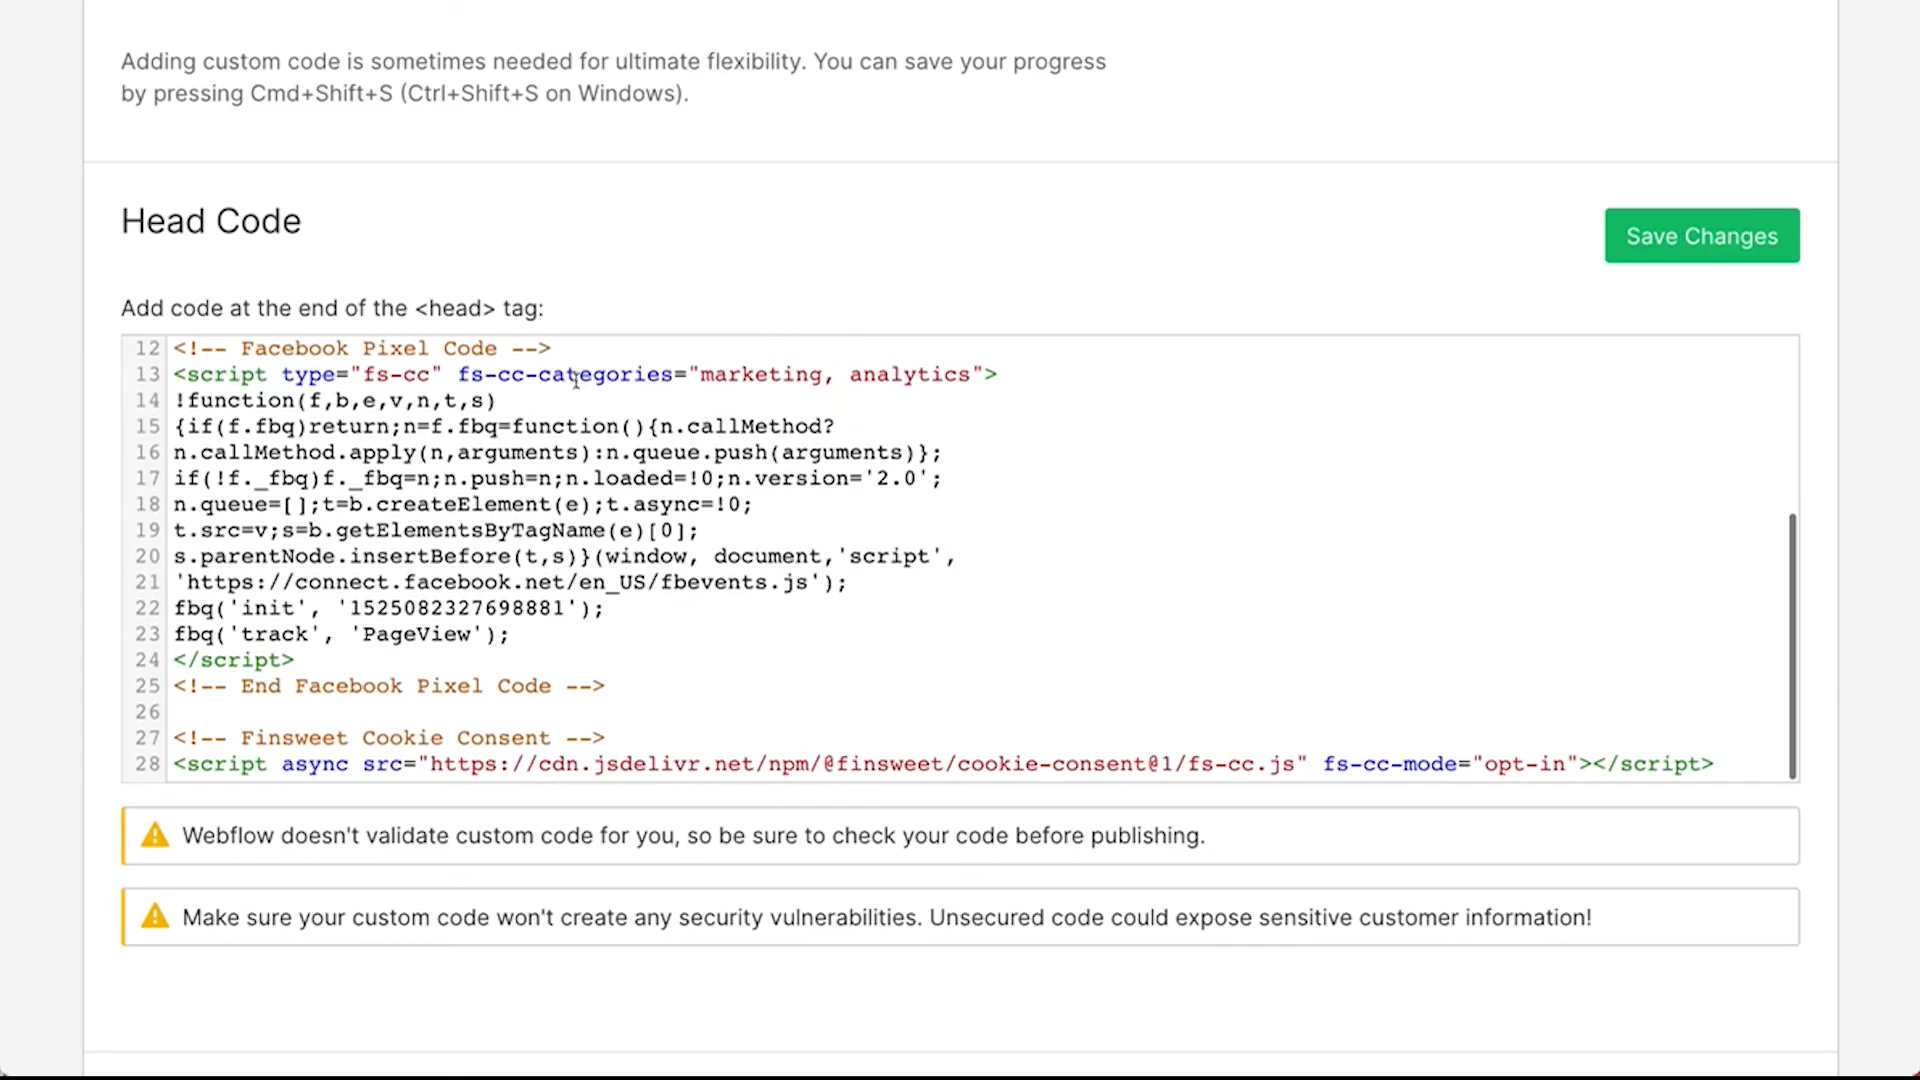 Adding custom code is sometimes needed for ultimate flexibility. You can save your progress
by pressing Cmd+Shift+S (Ctrl+Shift+S on Windows).
Head Code
Save Changes
Add code at the end of the <head> tag:
12 <!-- Facebook Pixel Code -->
13 <script type="fs-cc" fs-cc-categories="marketing, analytics">
14 !function(f,b,e,v,n,t,s)
15 {if(f.fbq)return;n=f.fbq=function(){n.callMethod?
16 n.callMethod.apply(n,arguments):n.queue.push(arguments)};
17 if(!f._fbq)f._fbq=n;n.push=n;n.loaded=!0;n.version='2.0';
18 n.queue=[];t=b.createElement(e);t.async=!0;
19 t.src=v;s=b.getElementsByTagName(e)[0];
20 s.parentNode.insertBefore(t,s)}(window, document,'script',
21 'https://connect.facebook.net/en_US/fbevents.js');
22 fbq('init', '1525082327698881');
23 fbq('track', 'PageView');
24 </script>
25 <!-- End Facebook Pixel Code -->
26
27 <!-- Finsweet Cookie Consent -->
28 <script async src="https://cdn.jsdelivr.net/npm/@finsweet/cookie-consent@1/fs-cc.js" fs-cc-mode="opt-in"></script>
Webflow doesn't validate custom code for you, so be sure to check your code before publishing.
Make sure your custom code won't create any security vulnerabilities. Unsecured code could expose sensitive customer information!